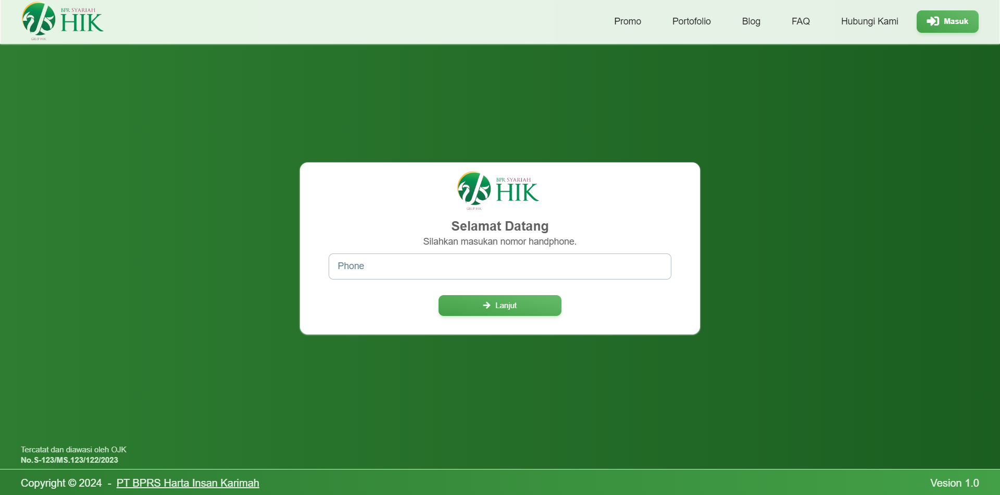 BPR SYARIAH
HIK
GRUP HIK
Promo
Portofolio
Blog
FAQ
Hubungi Kami
Masuk
BPR SYARIAH
HIK
GRUP HIK
Selamat Datang
Silahkan masukan nomor handphone.
Phone
Lanjut
Tercatat dan diawasi oleh OJK
No.S-123/MS.123/122/2023
Copyright © 2024 - PT BPRS Harta Insan Karimah
Vesion 1.0